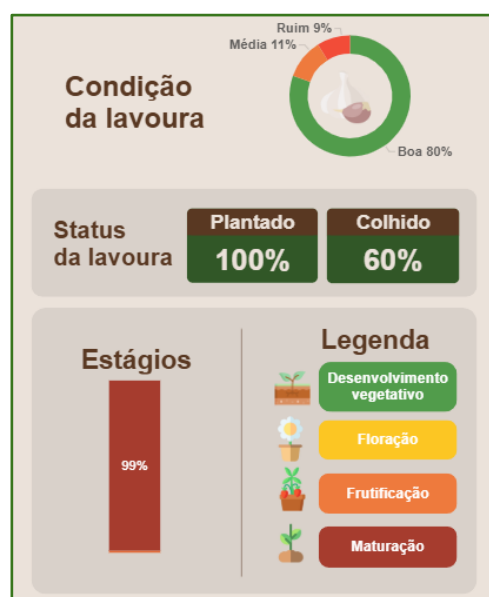 Ruim 9%
Média 11%
Condição
da lavoura
Boa 80%
Status
da lavoura
Plantado
100%
Colhido
60%
Estágios
99%
Legenda
Desenvolvimento
vegetativo
Floração
Frutificação
Maturação